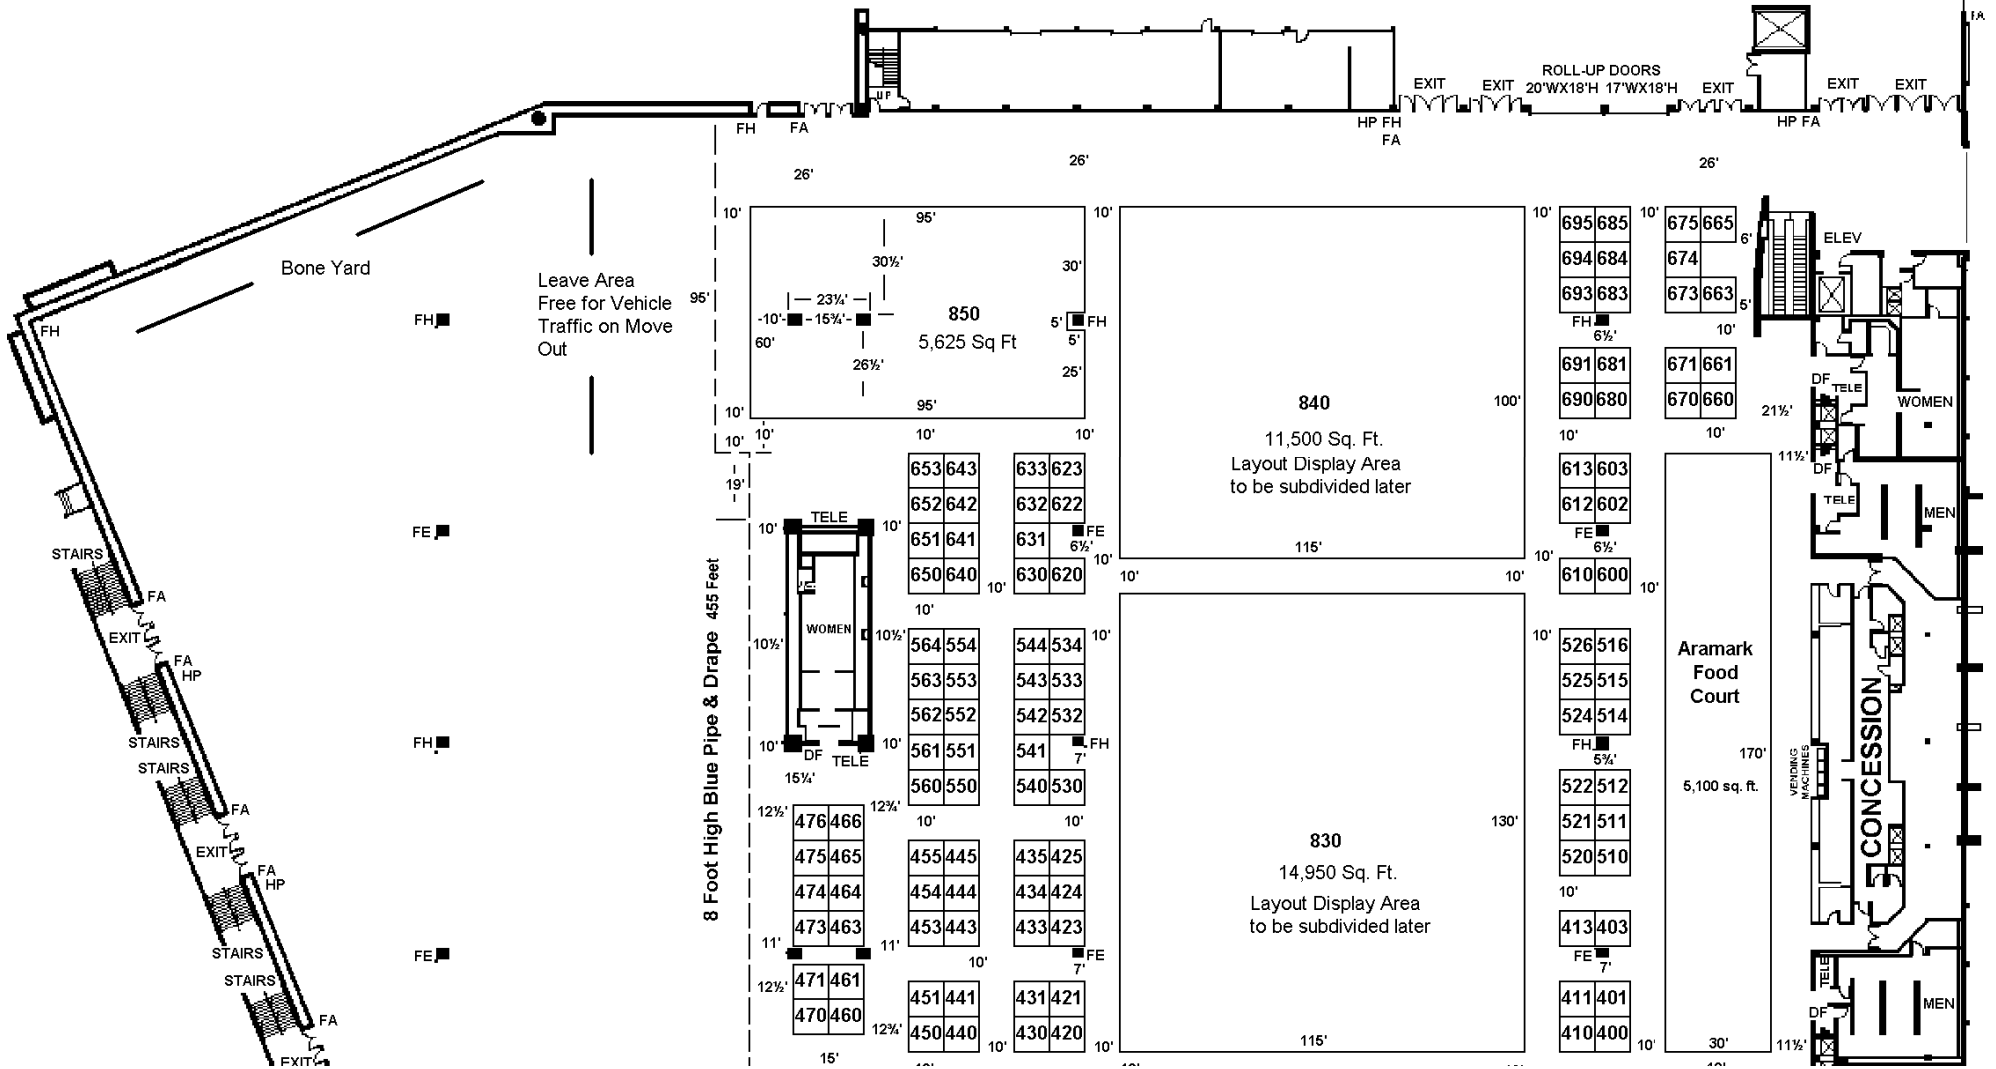 FA
UP
EXIT
EXIT
ROLL-UP DOORS
20'WX18'H 17'WX18'H
EXIT
EXIT
EXIT
FH
FA
HP FH
FA
HP FA
26'
26'
26'
10'
95'
10'
10'
695 685
10'
675 665
6'
ELEV
Bone Yard
Leave Area
Free for Vehicle
Traffic on Move
Out
95'
30½'
30'
694 684
674
23¼'
693 683
673 663
5'
FH
FH
-10'-
-15¾'-
850
5,625 Sq Ft
5'
FH
5'
FH
6½'
10'
60'
26½'
25'
691 681
671 661
DF
TELE
95'
10'
840
11,500 Sq. Ft.
Layout Display Area
to be subdivided later
100'
690 680
670 660
WOMEN
21½'
10'
10'
10'
10'
10'
10'
11½'
DF
653 643
633 623
613 603
19'
652 642
632 622
612 602
TELE
MEN
10'
TELE
10'
FE
651 641
631
FE
6½'
FE
6½'
STAIRS
115'
10'
10'
650 640
10'
630 620
10'
10'
610 600
10'
FA
10'
EXIT
8 Foot High Blue Pipe & Drape 455 Feet
10½'
WOMEN
10½'
564 554
544 534
10'
10'
526 516
Aramark
Food
Court
FA
HP
563 553
543 533
525 515
562 552
542 532
524 514
STAIRS
FH
10'
DF
TELE
10'
561 551
541
FH
7'
FH
5¾'
170'
VENDING
MACHINES
CONCESSION
STAIRS
15¼'
560 550
540 530
522 512
5,100 sq. ft.
FA
12½'
476 466
12¾'
10'
10'
130'
521 511
EXIT
475 465
455 445
435 425
830
14,950 Sq. Ft.
Layout Display Area
to be subdivided later
520 510
FA
HP
474 464
454 444
434 424
10'
473 463
453 443
433 423
413 403
STAIRS
FE
11'
11'
10'
FE
7'
FE
7'
TELE
STAIRS
12½'
471 461
451 441
431 421
411 401
MEN
FA
470 460
12¾'
450 440
10'
430 420
10'
115'
410 400
10'
30'
DF
11½'
EXIT
15'